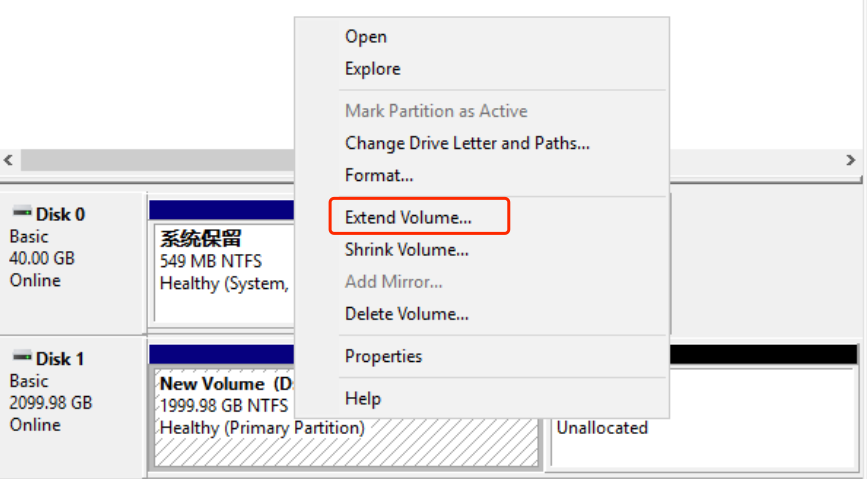 Open
Explore
Mark Partition as Active
Change Drive Letter and Paths...
Format...
Extend Volume...
Shrink Volume...
Add Mirror...
Delete Volume...
Properties
Help
Disk 0
Basic
40.00 GB
Online
系统保留
549 MB NTFS
Healthy (System,
Disk 1
Basic
2099.98 GB
Online
New Volume (D
1999.98 GB NTFS
Healthy (Primary Partition)
Unallocated